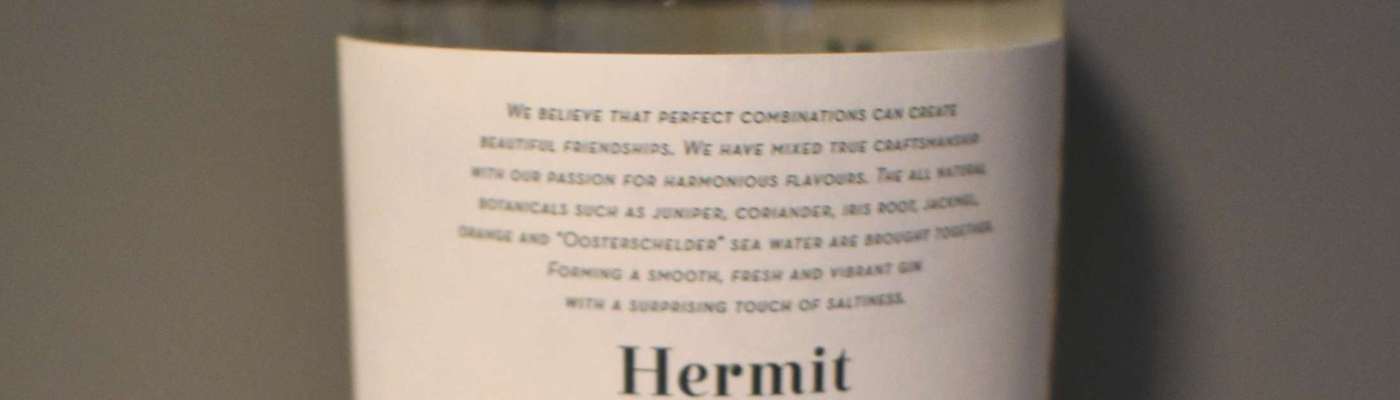 WE BELIEVE THAT PERFECT COMBINATIONS CAN CREATE
BEAUTIFUL FRIENDSHIPS. WE HAVE MIXED TRUE CRAFTSMANSHIP
WITH OUR PASSION FOR HARMONIOUS FLAVOURS. THE ALL NATURAL
BOTANICALS SUCH AS JUNIPER, CORIANDER, IRIS ROOT,
ORANGE AND "OOSTERSCHELDER" SEA WATER ARE BROUGHT TOGETHER.
FORMING A SMOOTH, FRESH AND VIBRANT GIN
WITH A SURPRISING TOUCH OF SALTINESS.
Hermit